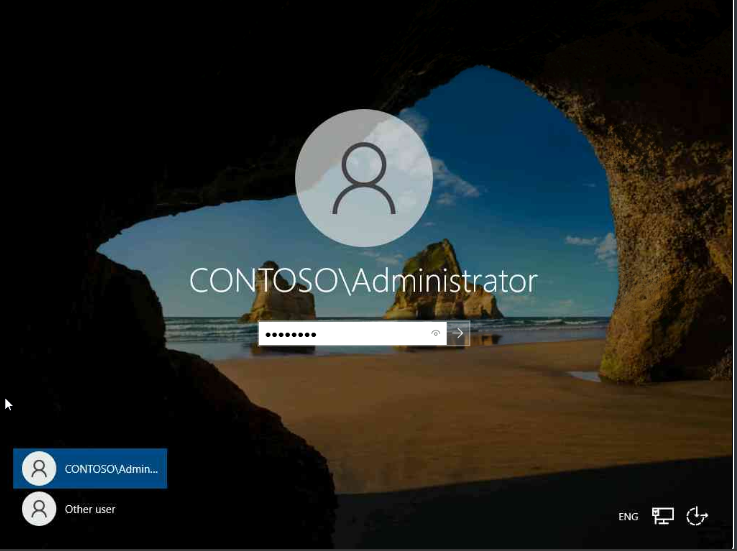 CONTOSO\Administrator
CONTOSO\Admin...
Other user
ENG